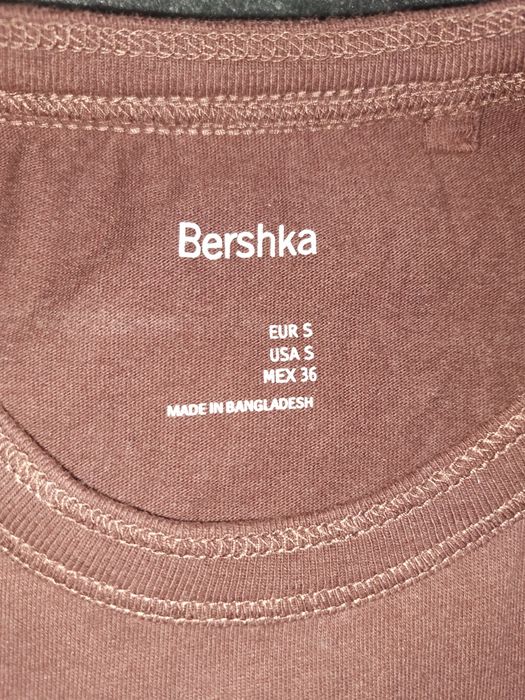 Bershka
EUR S
USA S
MEX 36
MADE IN BANGLADESH